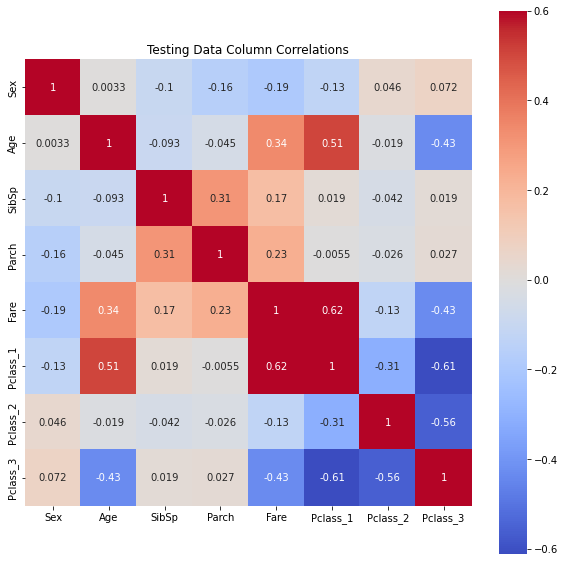 Testing Data Column Correlations
Sex 1 0.0033 -0.1 -0.16 -0.19 -0.13 0.046 0.072
Age 0.0033 1 -0.093 -0.045 0.34 0.51 -0.019 -0.43
SibSp -0.1 -0.093 1 0.31 0.17 0.019 -0.042 0.019
Parch -0.16 -0.045 0.31 1 0.23 -0.0055 -0.026 0.027
Fare -0.19 0.34 0.17 0.23 1 0.62 -0.13 -0.43
Pclass_1 -0.13 0.51 0.019 -0.0055 0.62 1 -0.31 -0.61
Pclass_2 0.046 -0.019 -0.042 -0.026 -0.13 -0.31 1 -0.56
Pclass_3 0.072 -0.43 0.019 0.027 -0.43 -0.61 -0.56 1
Sex Age SibSp Parch Fare Pclass_1 Pclass_2 Pclass_3
0.6
0.4
0.2
0.0
−0.2
−0.4
−0.6